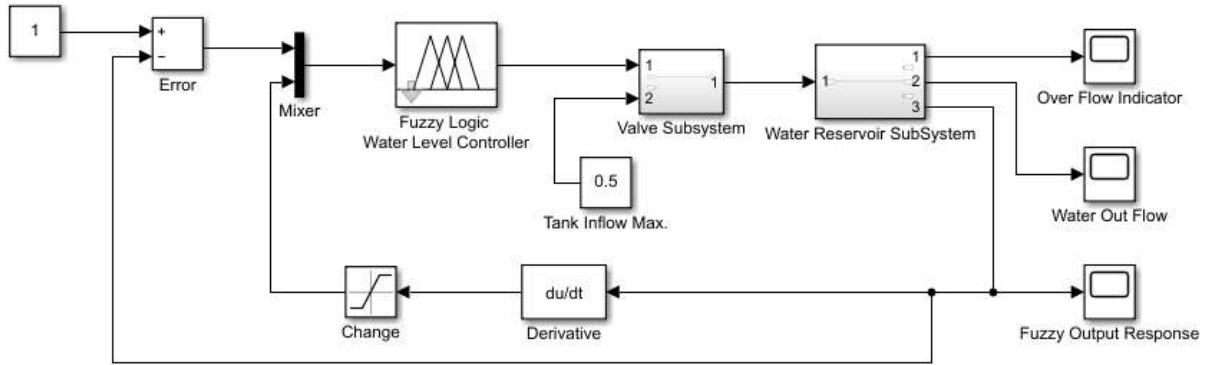 1
+
−
Error
Mixer
Fuzzy Logic
Water Level Controller
1
2
1
Valve Subsystem
0.5
Tank Inflow Max.
1
1
2
3
Water Reservoir SubSystem
Over Flow Indicator
Water Out Flow
Change
du/dt
Derivative
Fuzzy Output Response